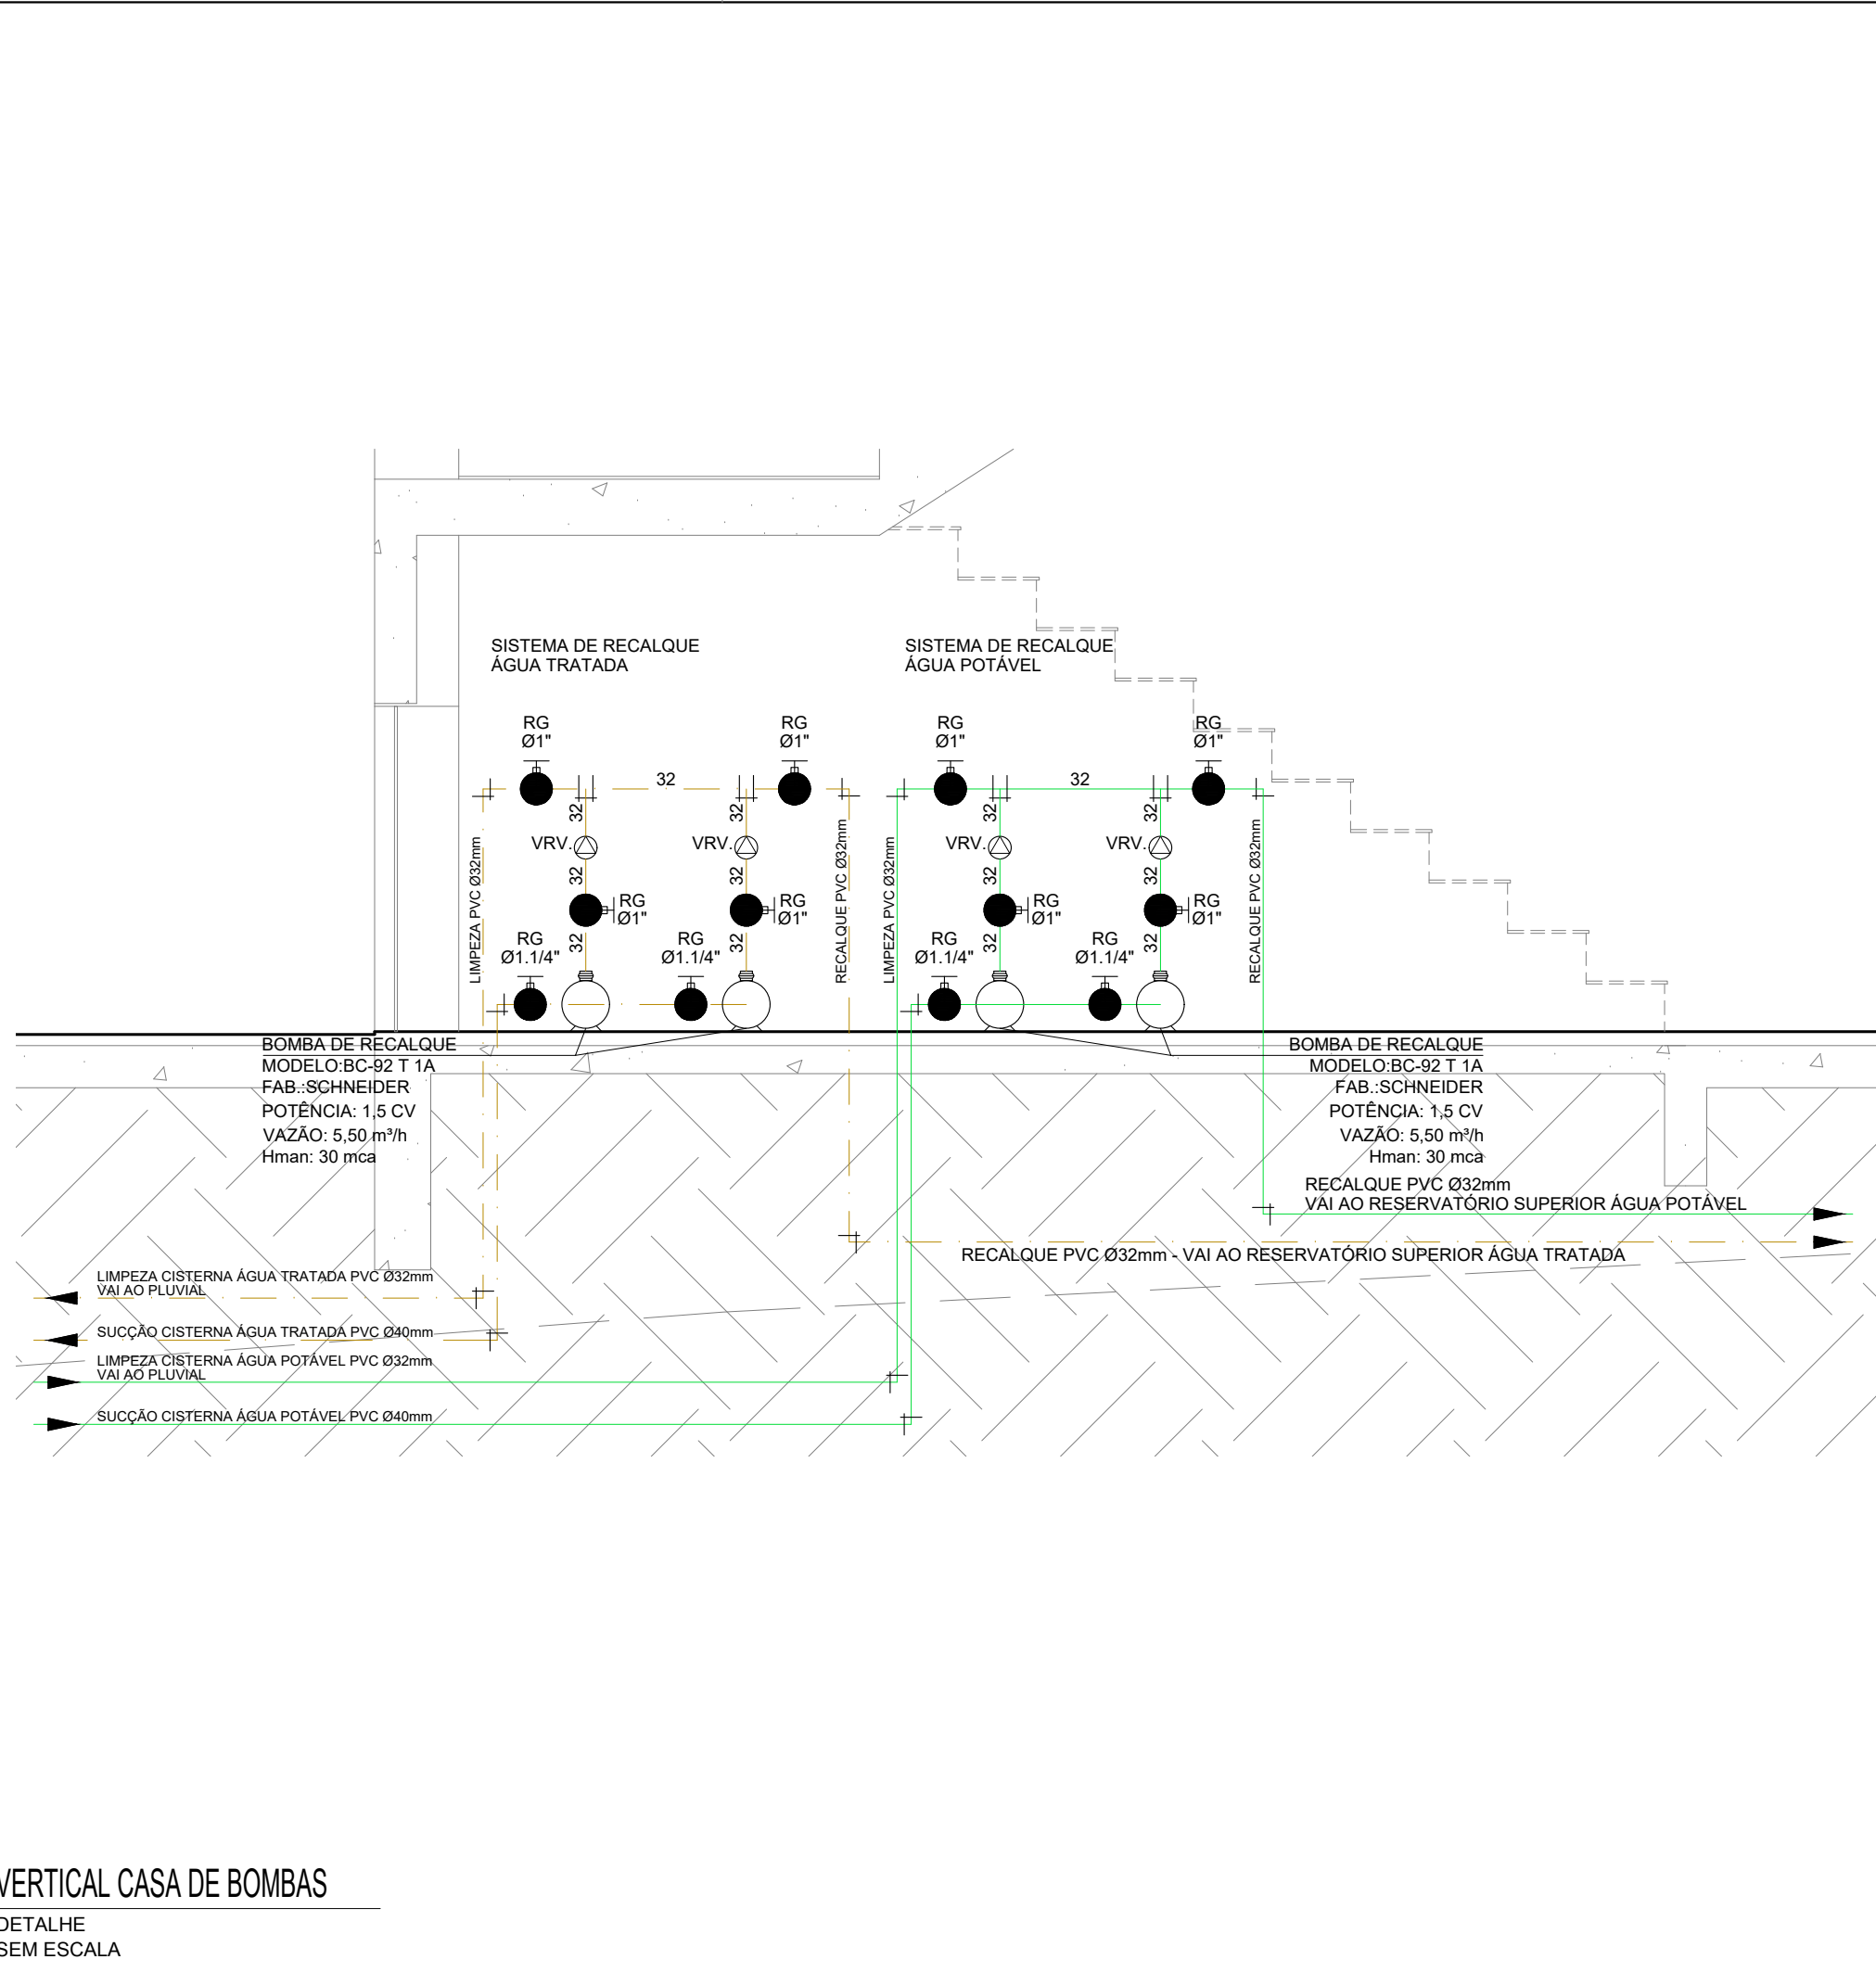 SISTEMA DE RECALQUE
ÁGUA TRATADA
SISTEMA DE RECALQUE
ÁGUA POTÁVEL
RG
Ø1"
RG
Ø1"
RG
Ø1"
RG
Ø1"
32
32
32
32
32
32
VRV.
VRV.
VRV.
VRV.
LIMPEZA PVC Ø32mm
RECALQUE PVC Ø32mm
LIMPEZA PVC Ø32mm
RECALQUE PVC Ø32mm
32
32
32
32
RG
Ø1"
RG
Ø1"
RG
Ø1"
RG
Ø1"
32
32
32
32
RG
Ø1.1/4"
RG
Ø1.1/4"
RG
Ø1.1/4"
RG
Ø1.1/4"
BOMBA DE RECALQUE
MODELO:BC-92 T 1A
FAB.:SCHNEIDER
POTÊNCIA: 1,5 CV
VAZÃO: 5,50 m³/h
Hman: 30 mca
BOMBA DE RECALQUE
MODELO:BC-92 T 1A
FAB.:SCHNEIDER
POTÊNCIA: 1,5 CV
VAZÃO: 5,50 m³/h
Hman: 30 mca
RECALQUE PVC Ø32mm
VAI AO RESERVATÓRIO SUPERIOR ÁGUA POTÁVEL
RECALQUE PVC Ø32mm - VAI AO RESERVATÓRIO SUPERIOR ÁGUA TRATADA
LIMPEZA CISTERNA ÁGUA TRATADA PVC Ø32mm
VAI AO PLUVIAL
SUCÇÃO CISTERNA ÁGUA TRATADA PVC Ø40mm
LIMPEZA CISTERNA ÁGUA POTÁVEL PVC Ø32mm
VAI AO PLUVIAL
SUCÇÃO CISTERNA ÁGUA POTÁVEL PVC Ø40mm
VERTICAL CASA DE BOMBAS
DETALHE
SEM ESCALA